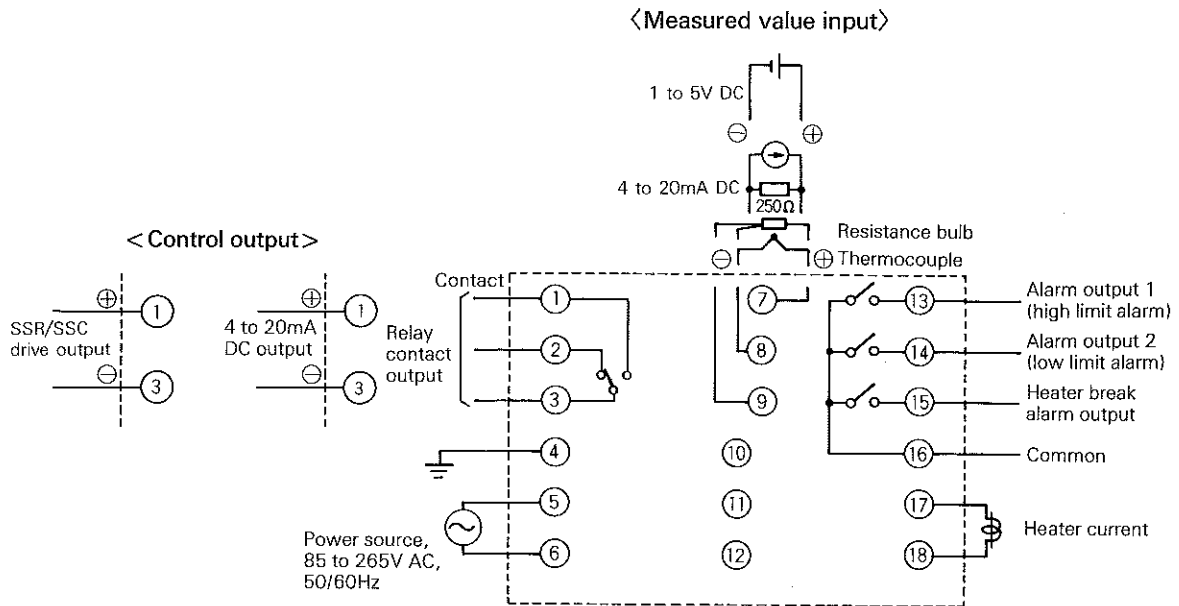 〈Measured value input〉
1 to 5V DC
⊖ ⊕
4 to 20mA DC
250Ω
Resistance bulb
⊖ ⊕ Thermocouple
<Control output>
⊕ 1
SSR/SSC
drive output
⊖ 3
⊕ 1
4 to 20mA
DC output
⊖ 3
Contact
Relay
contact
output
1
2
3
4
5
6
Power source,
85 to 265V AC,
50/60Hz
7
8
9
10
11
12
13
Alarm output 1
(high limit alarm)
14
Alarm output 2
(low limit alarm)
15
Heater break
alarm output
16
Common
17
Heater current
18